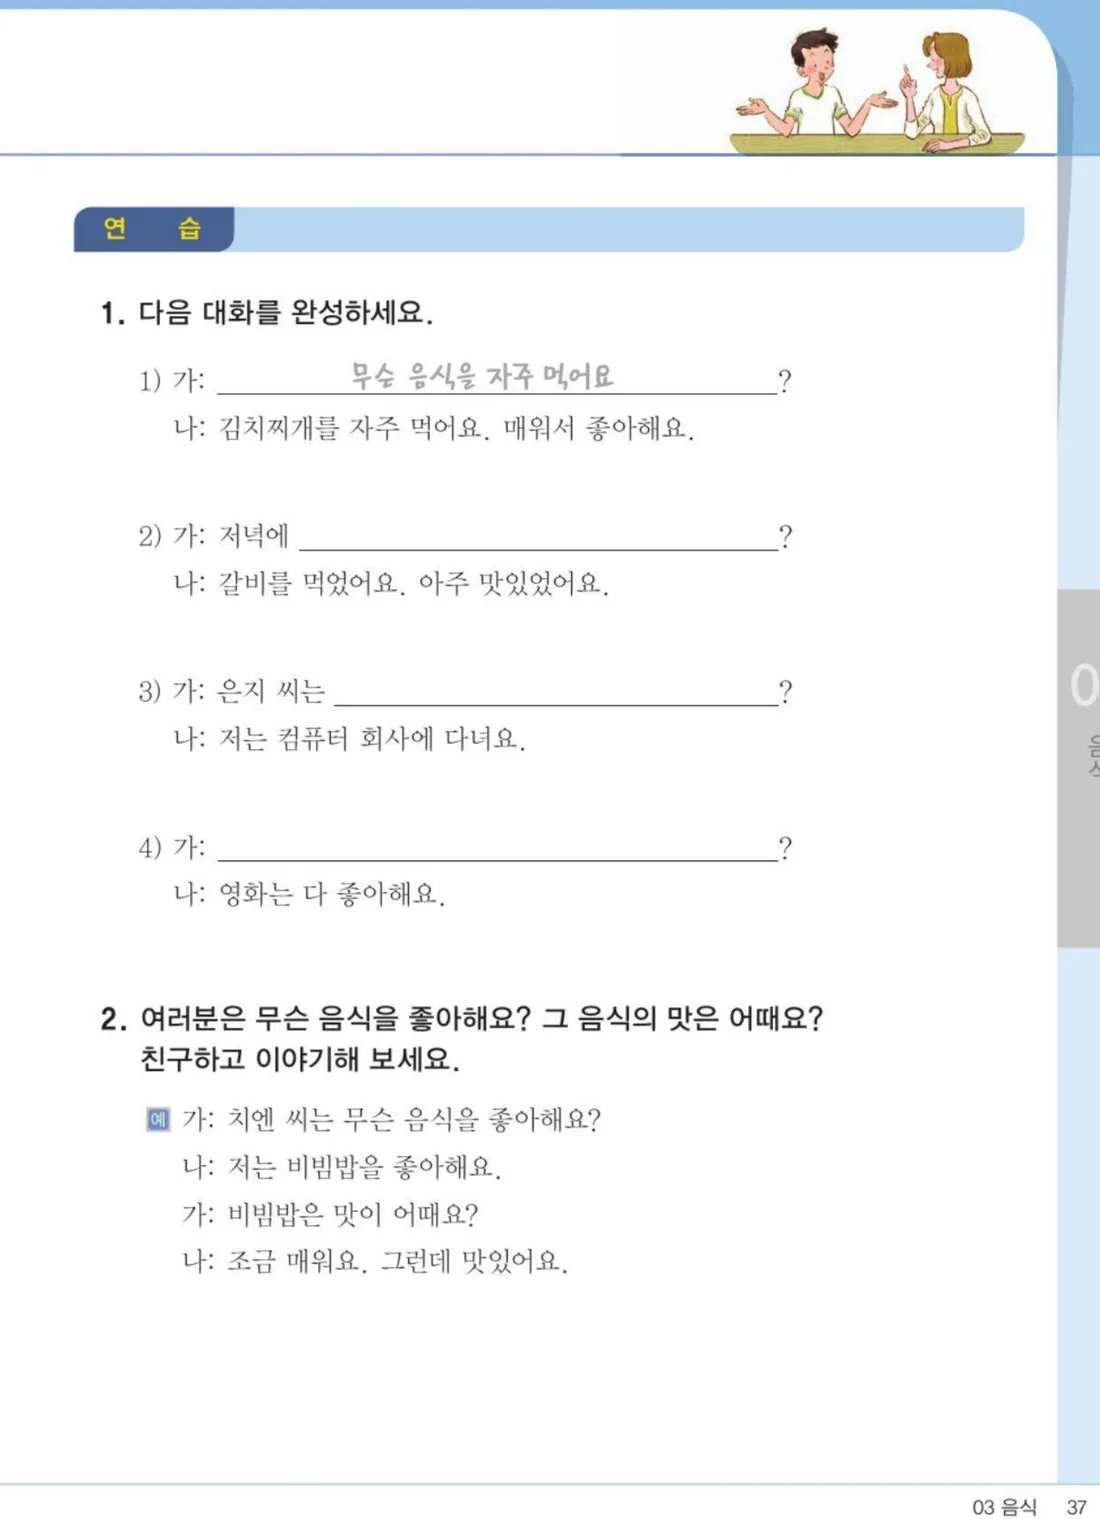 연 습
1. 다음 대화를 완성하세요.
1) 가: 무슨 음식을 자주 먹어요 ?
나: 김치찌개를 자주 먹어요. 매워서 좋아해요.
2) 가: 저녁에 ?
나: 갈비를 먹었어요. 아주 맛있었어요.
3) 가: 은지 씨는 ?
나: 저는 컴퓨터 회사에 다녀요.
4) 가: ?
나: 영화는 다 좋아해요.
0
음식
2. 여러분은 무슨 음식을 좋아해요? 그 음식의 맛은 어때요?
친구하고 이야기해 보세요.
예 가: 치엔 씨는 무슨 음식을 좋아해요?
나: 저는 비빔밥을 좋아해요.
가: 비빔밥은 맛이 어때요?
나: 조금 매워요. 그런데 맛있어요.
03 음식 37